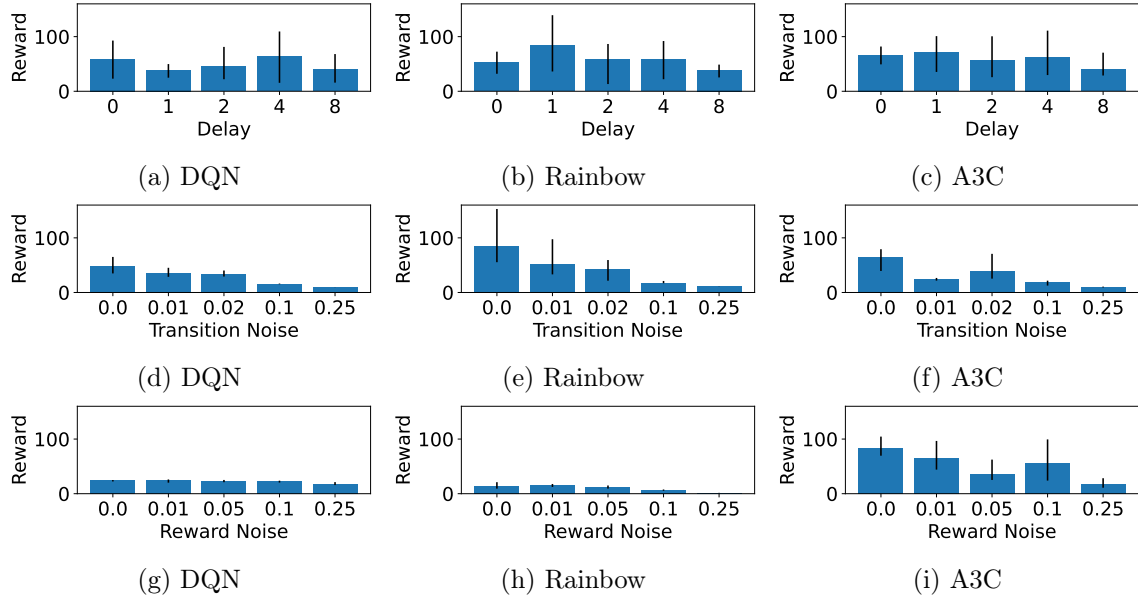 Reward
100
0
0 1 2 4 8
Delay
(a) DQN
Reward
100
0
0 1 2 4 8
Delay
(b) Rainbow
Reward
100
0
0 1 2 4 8
Delay
(c) A3C
Reward
100
0
0.0 0.01 0.02 0.1 0.25
Transition Noise
(d) DQN
Reward
100
0
0.0 0.01 0.02 0.1 0.25
Transition Noise
(e) Rainbow
Reward
100
0
0.0 0.01 0.02 0.1 0.25
Transition Noise
(f) A3C
Reward
100
0
0.0 0.01 0.05 0.1 0.25
Reward Noise
(g) DQN
Reward
100
0
0.0 0.01 0.05 0.1 0.25
Reward Noise
(h) Rainbow
Reward
100
0
0.0 0.01 0.05 0.1 0.25
Reward Noise
(i) A3C